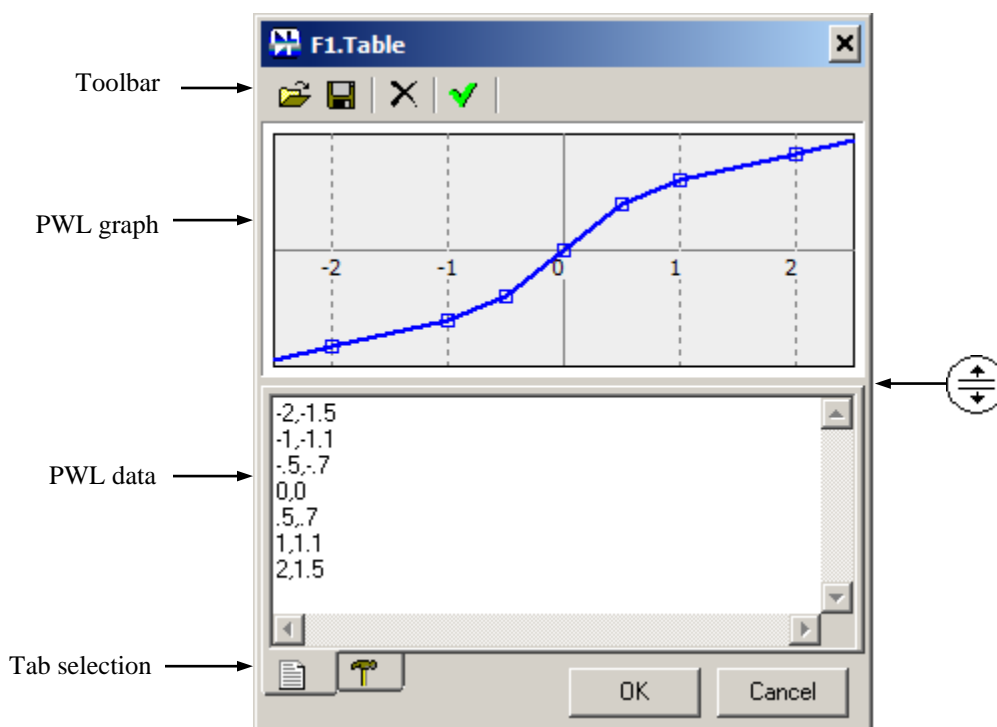 F1.Table
Toolbar
PWL graph
-2 -1 0 1 2
PWL data
-2,-1.5
-1,-1.1
-.5,-.7
0,0
.5,.7
1,1.1
2,1.5
Tab selection
OK Cancel